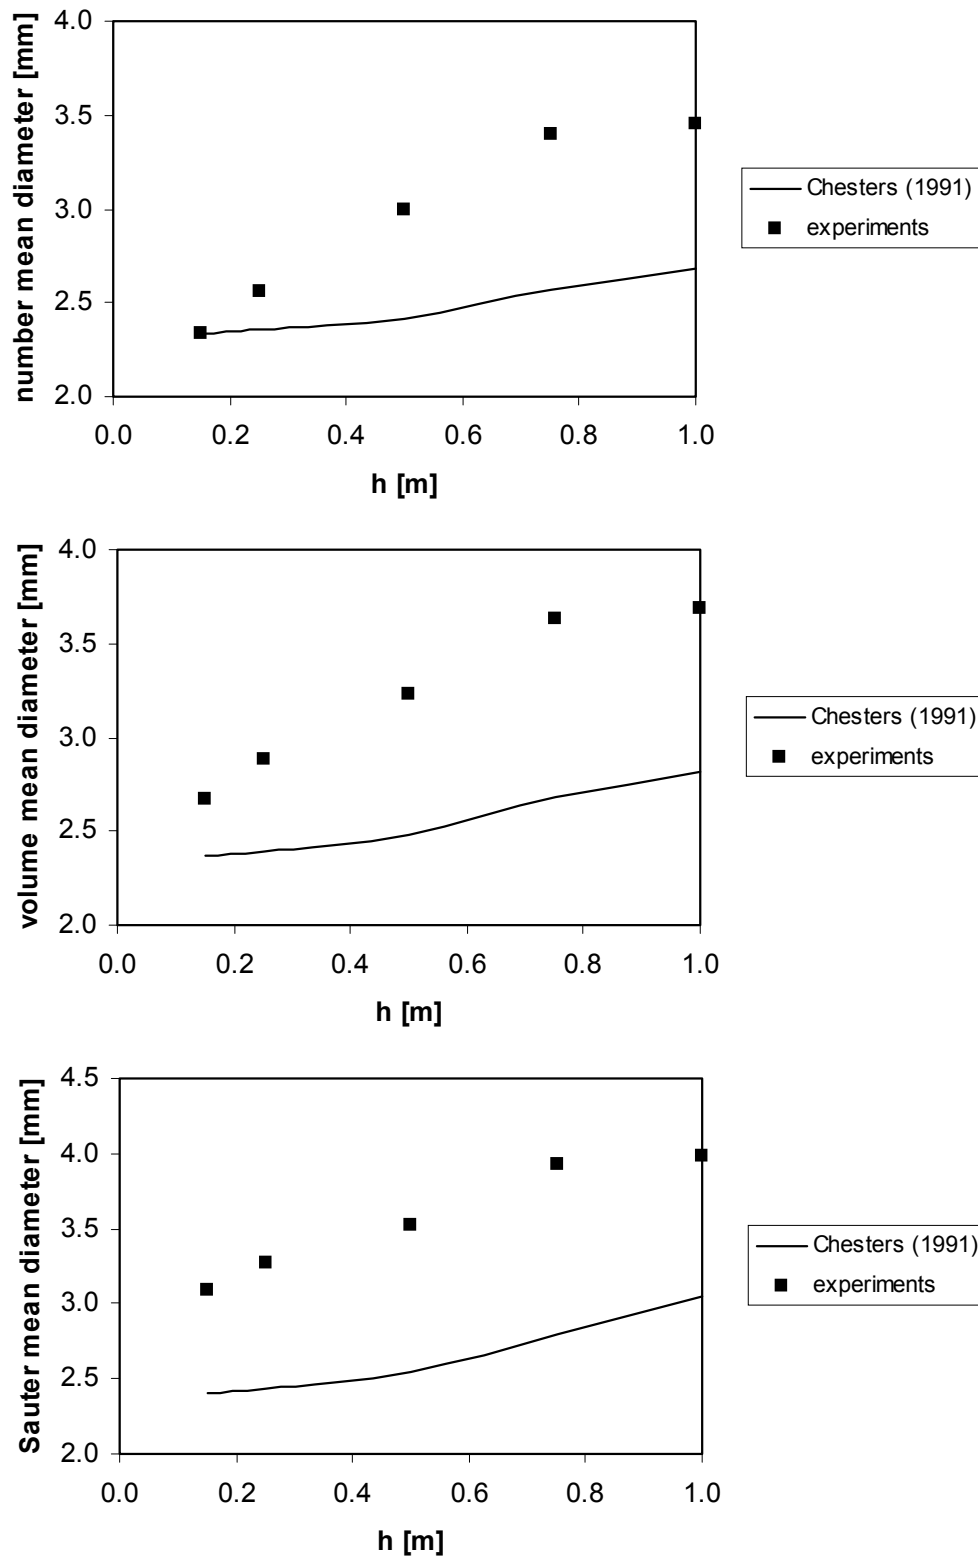 number mean diameter [mm]
4.0
3.5
3.0
2.5
2.0
0.0 0.2 0.4 0.6 0.8 1.0
h [m]
Chesters (1991)
experiments
volume mean diameter [mm]
4.0
3.5
3.0
2.5
2.0
0.0 0.2 0.4 0.6 0.8 1.0
h [m]
Chesters (1991)
experiments
Sauter mean diameter [mm]
4.5
4.0
3.5
3.0
2.5
2.0
0.0 0.2 0.4 0.6 0.8 1.0
h [m]
Chesters (1991)
experiments